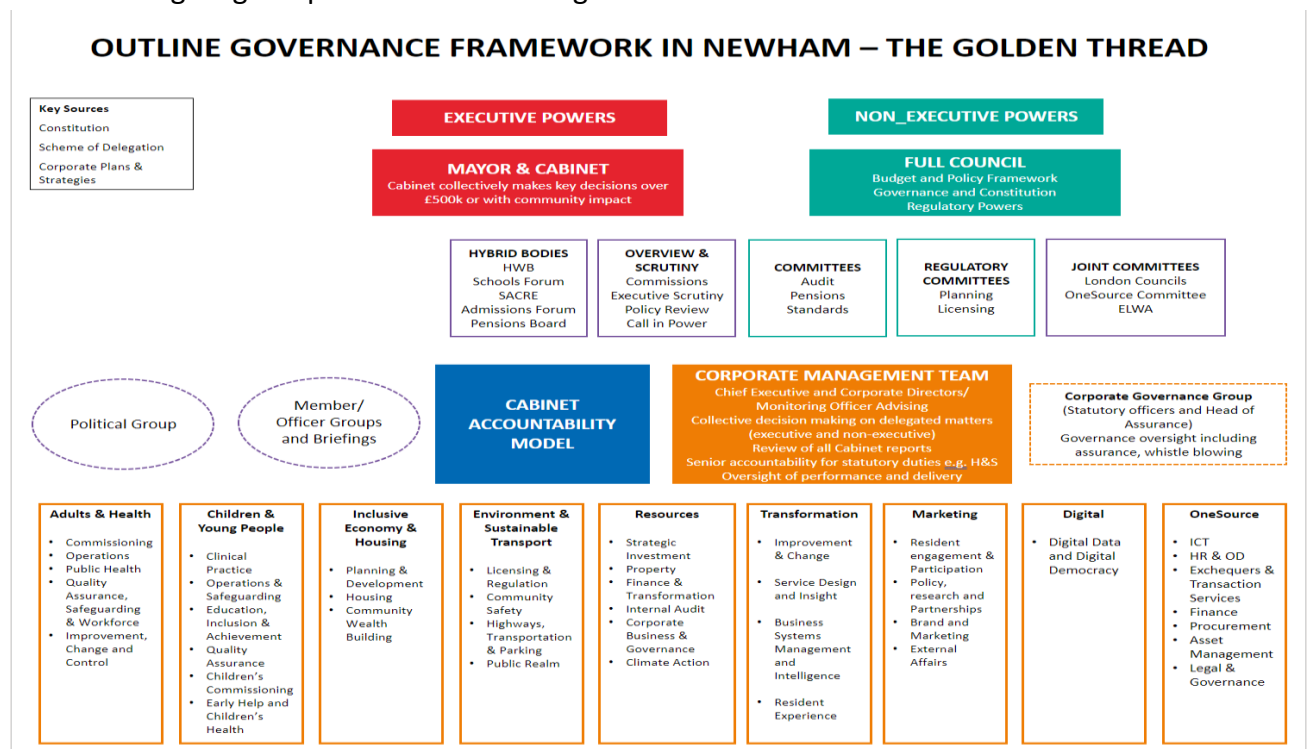 OUTLINE GOVERNANCE FRAMEWORK IN NEWHAM – THE GOLDEN THREAD
Key Sources
Constitution
Scheme of Delegation
Corporate Plans &
Strategies
EXECUTIVE POWERS
NON_EXECUTIVE POWERS
MAYOR & CABINET
Cabinet collectively makes key decisions over
£500k or with community impact
FULL COUNCIL
Budget and Policy Framework
Governance and Constitution
Regulatory Powers
HYBRID BODIES
HWB
Schools Forum
SACRE
Admissions Forum
Pensions Board
OVERVIEW &
SCRUTINY
Commissions
Executive Scrutiny
Policy Review
Call in Power
COMMITTEES
Audit
Pensions
Standards
REGULATORY
COMMITTEES
Planning
Licensing
JOINT COMMITTEES
London Councils
OneSource Committee
ELWA
Political Group
Member/
Officer Groups
and Briefings
CABINET
ACCOUNTABILITY
MODEL
CORPORATE MANAGEMENT TEAM
Chief Executive and Corporate Directors/
Monitoring Officer Advising
Collective decision making on delegated matters
(executive and non-executive)
Review of all Cabinet reports
Senior accountability for statutory duties e.g. H&S
Oversight of performance and delivery
Corporate Governance Group
(Statutory officers and Head of
Assurance)
Governance oversight including
assurance, whistle blowing
Adults & Health
• Commissioning
• Operations
• Public Health
• Quality
Assurance,
Safeguarding
& Workforce
• Improvement,
Change and
Control
Children &
Young People
• Clinical
Practice
• Operations &
Safeguarding
• Education,
Inclusion &
Achievement
• Quality
Assurance
• Children's
Commissioning
• Early Help and
Children's
Health
Inclusive
Economy &
Housing
• Planning &
Development
• Housing
• Community
Wealth
Building
Environment &
Sustainable
Transport
• Licensing &
Regulation
• Community
Safety
• Highways,
Transportation
& Parking
• Public Realm
Resources
• Strategic
Investment
• Property
• Finance &
Transformation
• Internal Audit
• Corporate
Business &
Governance
• Climate Action
Transformation
• Improvement
& Change
• Service Design
and Insight
• Business
Systems
Management
and
Intelligence
• Resident
Experience
Marketing
• Resident
engagement &
Participation
• Policy,
research and
Partnerships
• Brand and
Marketing
• External
Affairs
Digital
• Digital Data
and Digital
Democracy
OneSource
• ICT
• HR & OD
• Exchequers &
Transaction
Services
• Finance
• Procurement
• Asset
Management
• Legal &
Governance